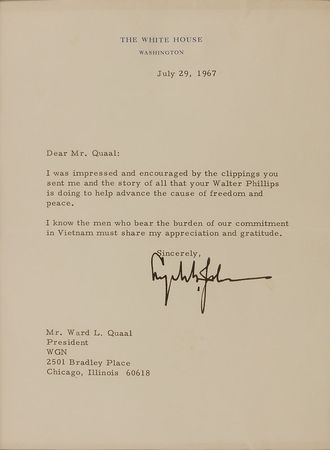 THE WHITE HOUSE
WASHINGTON
July 29, 1967
Dear Mr. Quaal:
I was impressed and encouraged by the clippings you
sent me and the story of all that your Walter Phillips
is doing to help advance the cause of freedom and
peace.
I know the men who bear the burden of our commitment
in Vietnam must share my appreciation and gratitude.
Sincerely,
Mr. Ward L. Quaal
President
WGN
2501 Bradley Place
Chicago, Illinois 60618